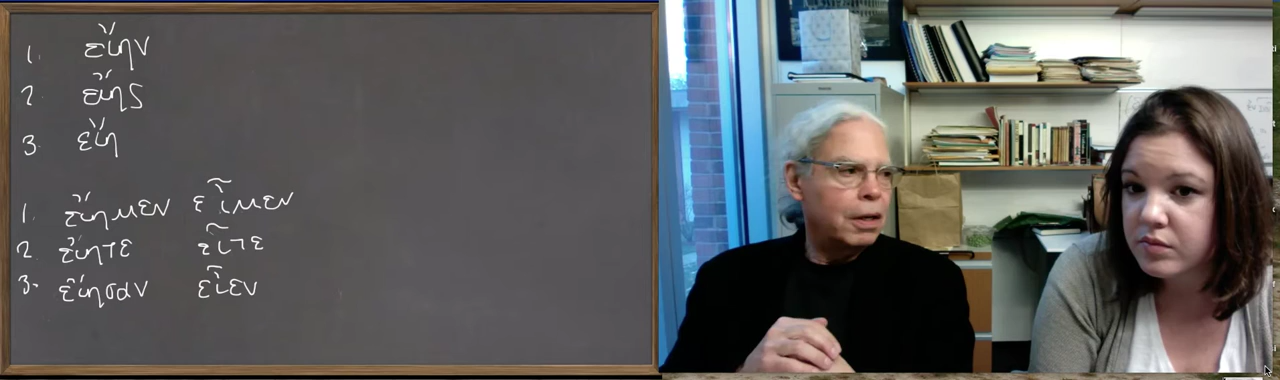 1. εἴην
2. εἴης
3. εἴη
1. εἴημεν εἶμεν
2 εἴητε εἶτε
3. εἴησαν εἶεν